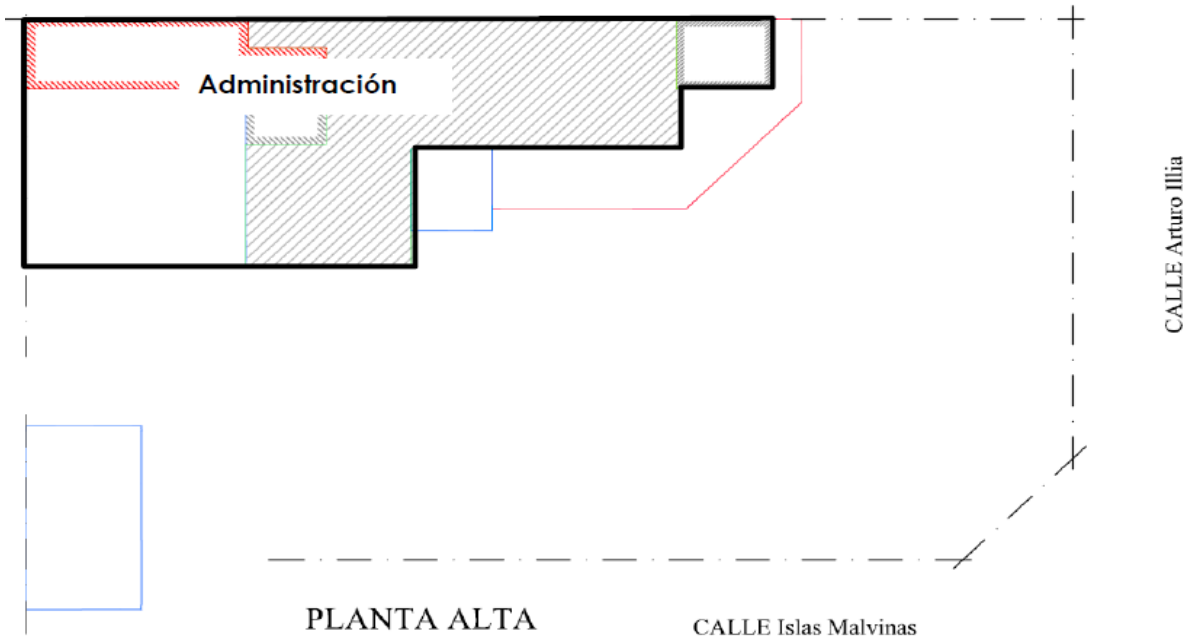 Administración
CALLE Arturo Illia
PLANTA ALTA
CALLE Islas Malvinas